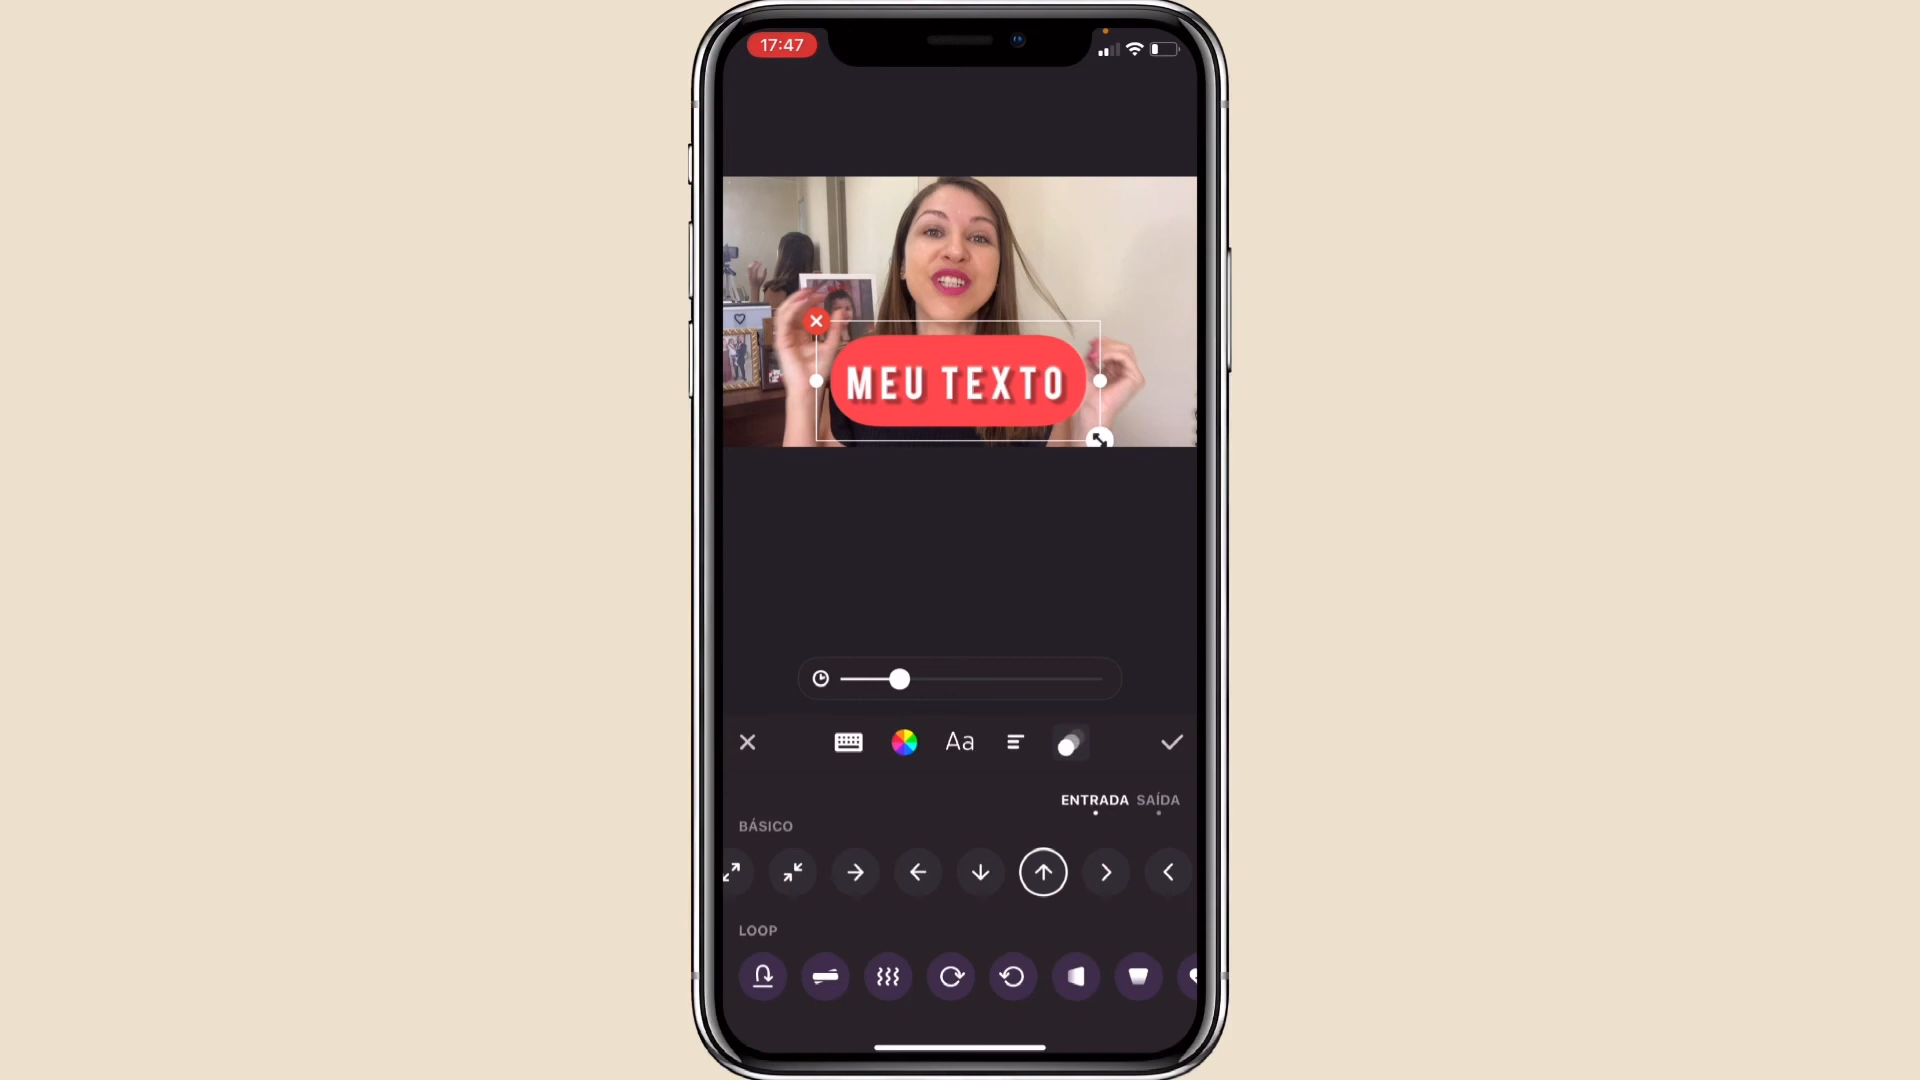 17:47
MEU TEXTO
Aa
ENTRADA SAÍDA
BÁSICO
LOOP